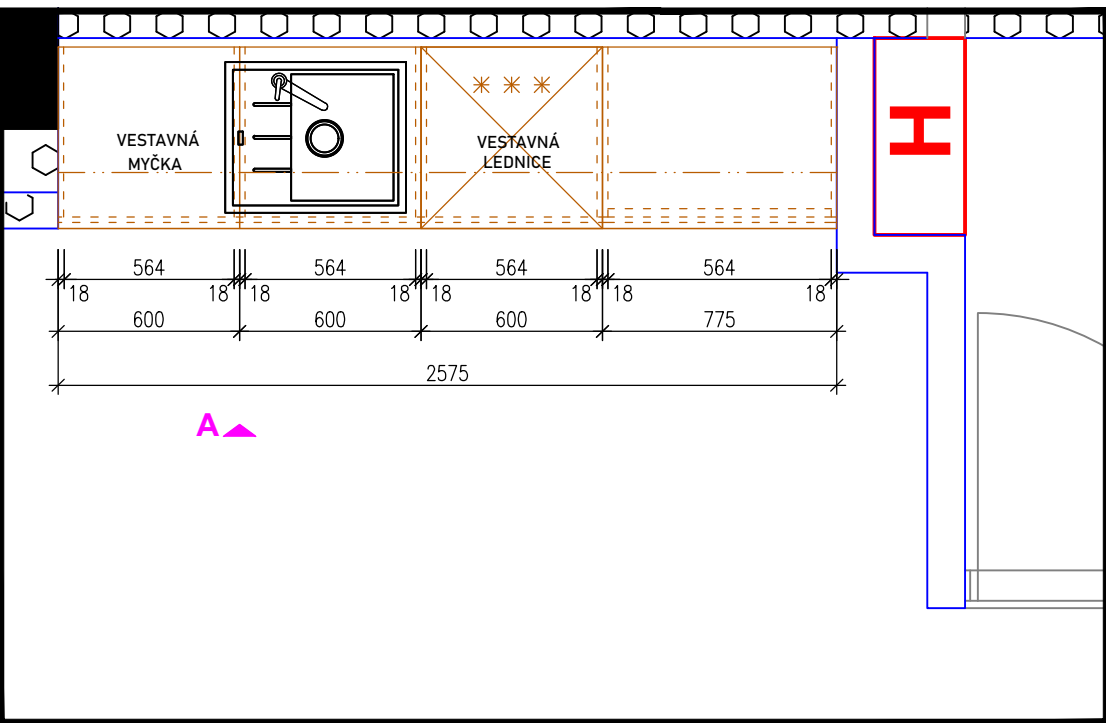 VESTAVNÁ
MYČKA
VESTAVNÁ
LEDNICE
H
564 564 564 564
18 18 18 18 18 18 18 18
600 600 600 775
2575
A